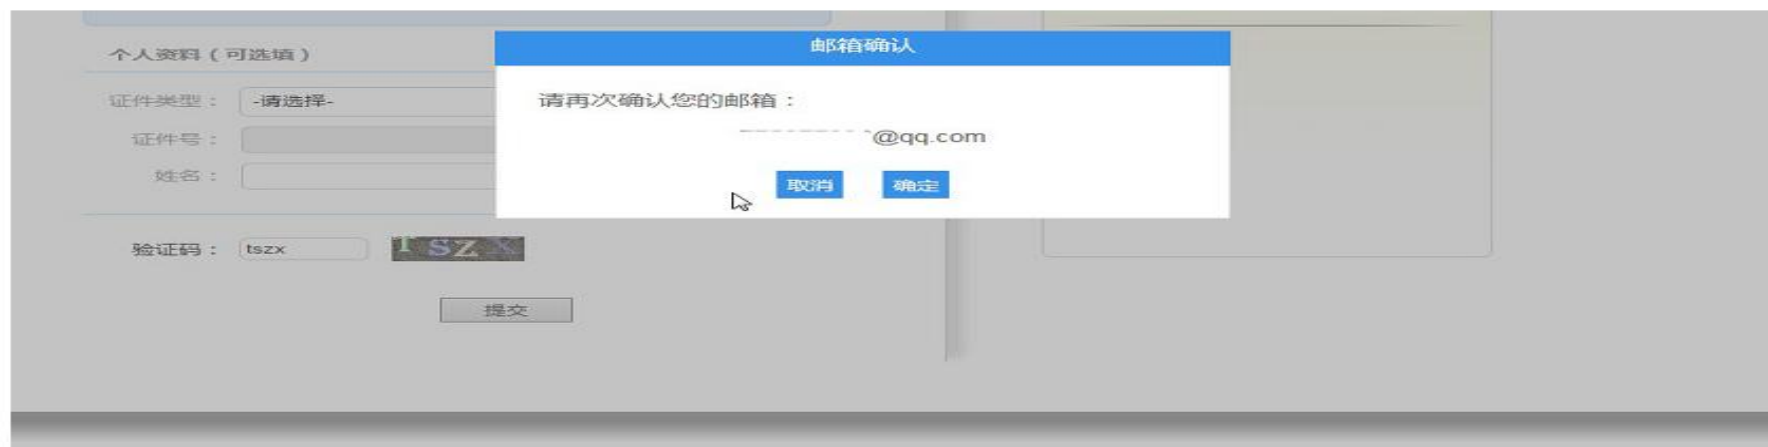 邮箱确认
请再次确认您的邮箱：
@qq.com
取消 确定
个人资料（可选填）
证件类型： -请选择-
证件号：
姓名：
验证码： tszx TSZX
提交